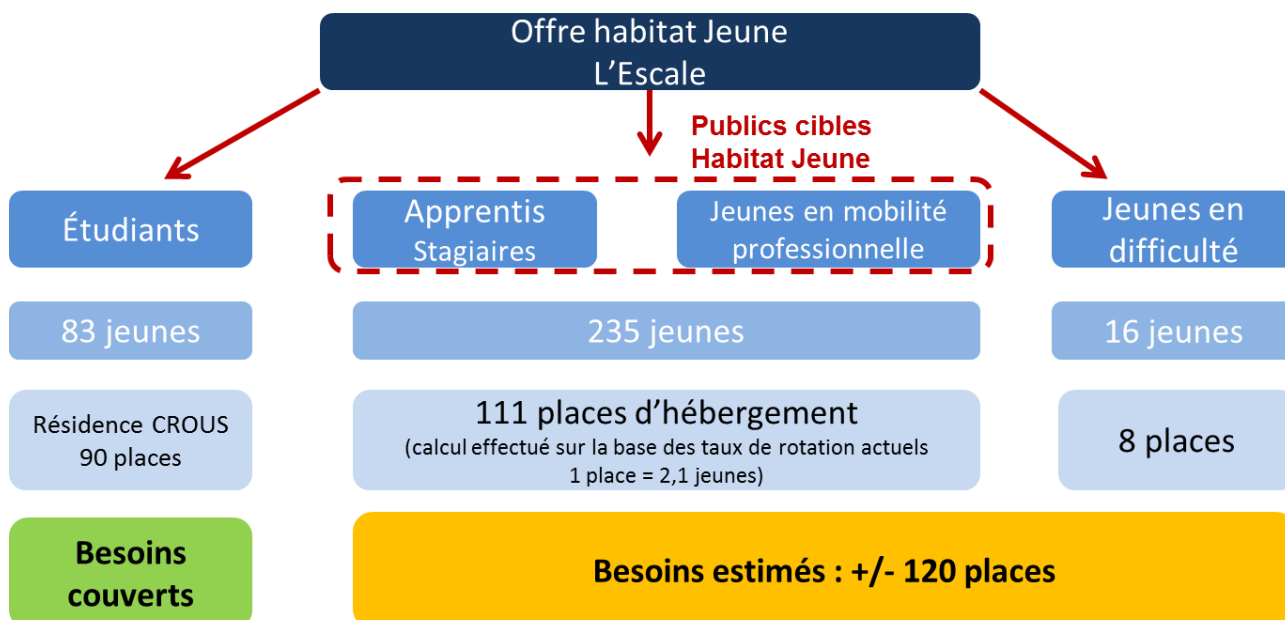 Offre habitat Jeune
L'Escale
Publics cibles
Habitat Jeune
Étudiants
Apprentis
Stagiaires
Jeunes en mobilité
professionnelle
Jeunes en
difficulté
83 jeunes
235 jeunes
16 jeunes
Résidence CROUS
90 places
111 places d'hébergement
(calcul effectué sur la base des taux de rotation actuels
1 place = 2,1 jeunes)
8 places
Besoins
couverts
Besoins estimés : +/- 120 places